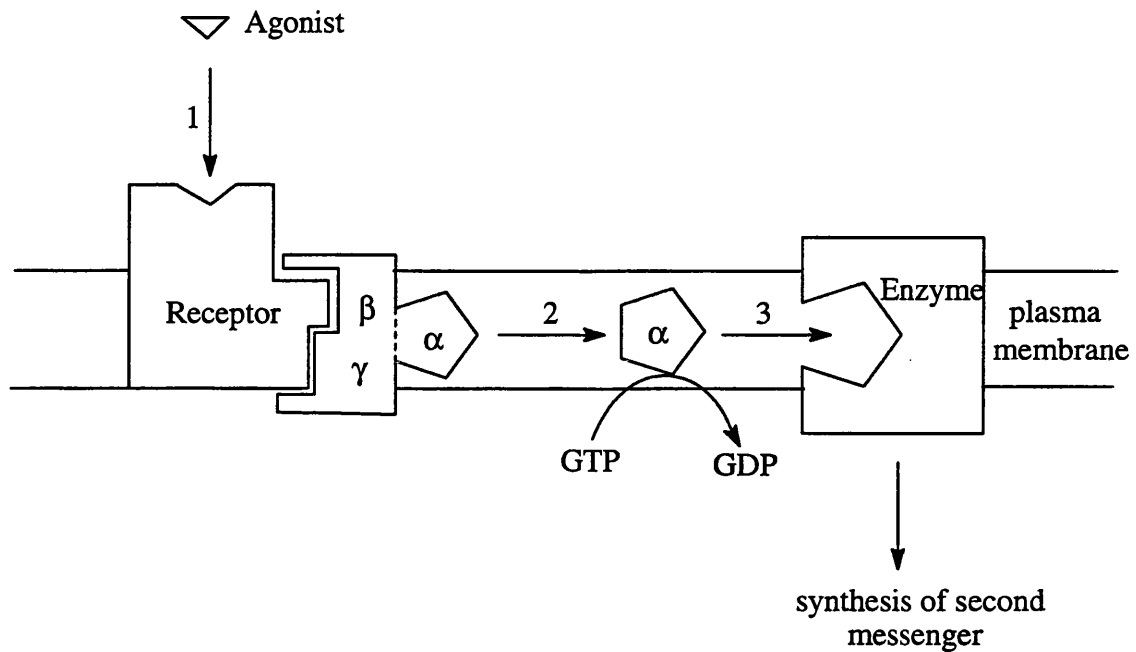 Agonist
1
Receptor
β
γ
α
2
α
3
Enzyme
plasma
membrane
GTP
GDP
synthesis of second
messenger